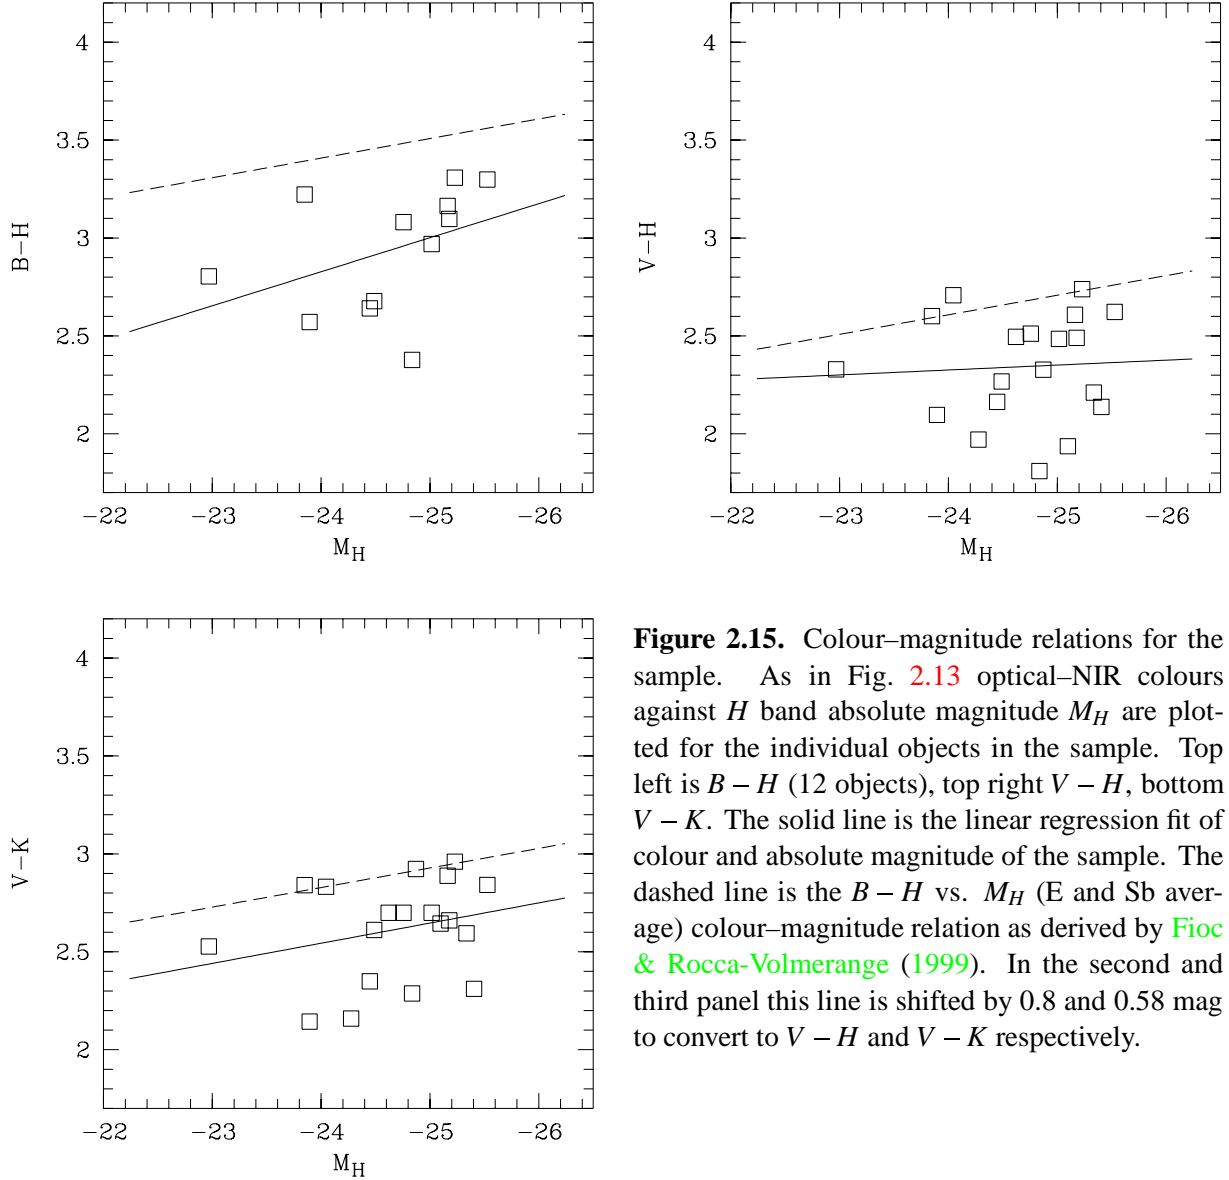 4
3.5
3
2.5
2
B−H
−22 −23 −24 −25 −26
M_H
4
3.5
3
2.5
2
V−H
−22 −23 −24 −25 −26
M_H
4
3.5
3
2.5
2
V−K
−22 −23 −24 −25 −26
M_H
Figure 2.15. Colour–magnitude relations for the
sample. As in Fig. 2.13 optical–NIR colours
against H band absolute magnitude M_H are plot-
ted for the individual objects in the sample. Top
left is B − H (12 objects), top right V − H, bottom
V − K. The solid line is the linear regression fit of
colour and absolute magnitude of the sample. The
dashed line is the B − H vs. M_H (E and Sb aver-
age) colour–magnitude relation as derived by Fioc
& Rocca-Volmerange (1999). In the second and
third panel this line is shifted by 0.8 and 0.58 mag
to convert to V − H and V − K respectively.